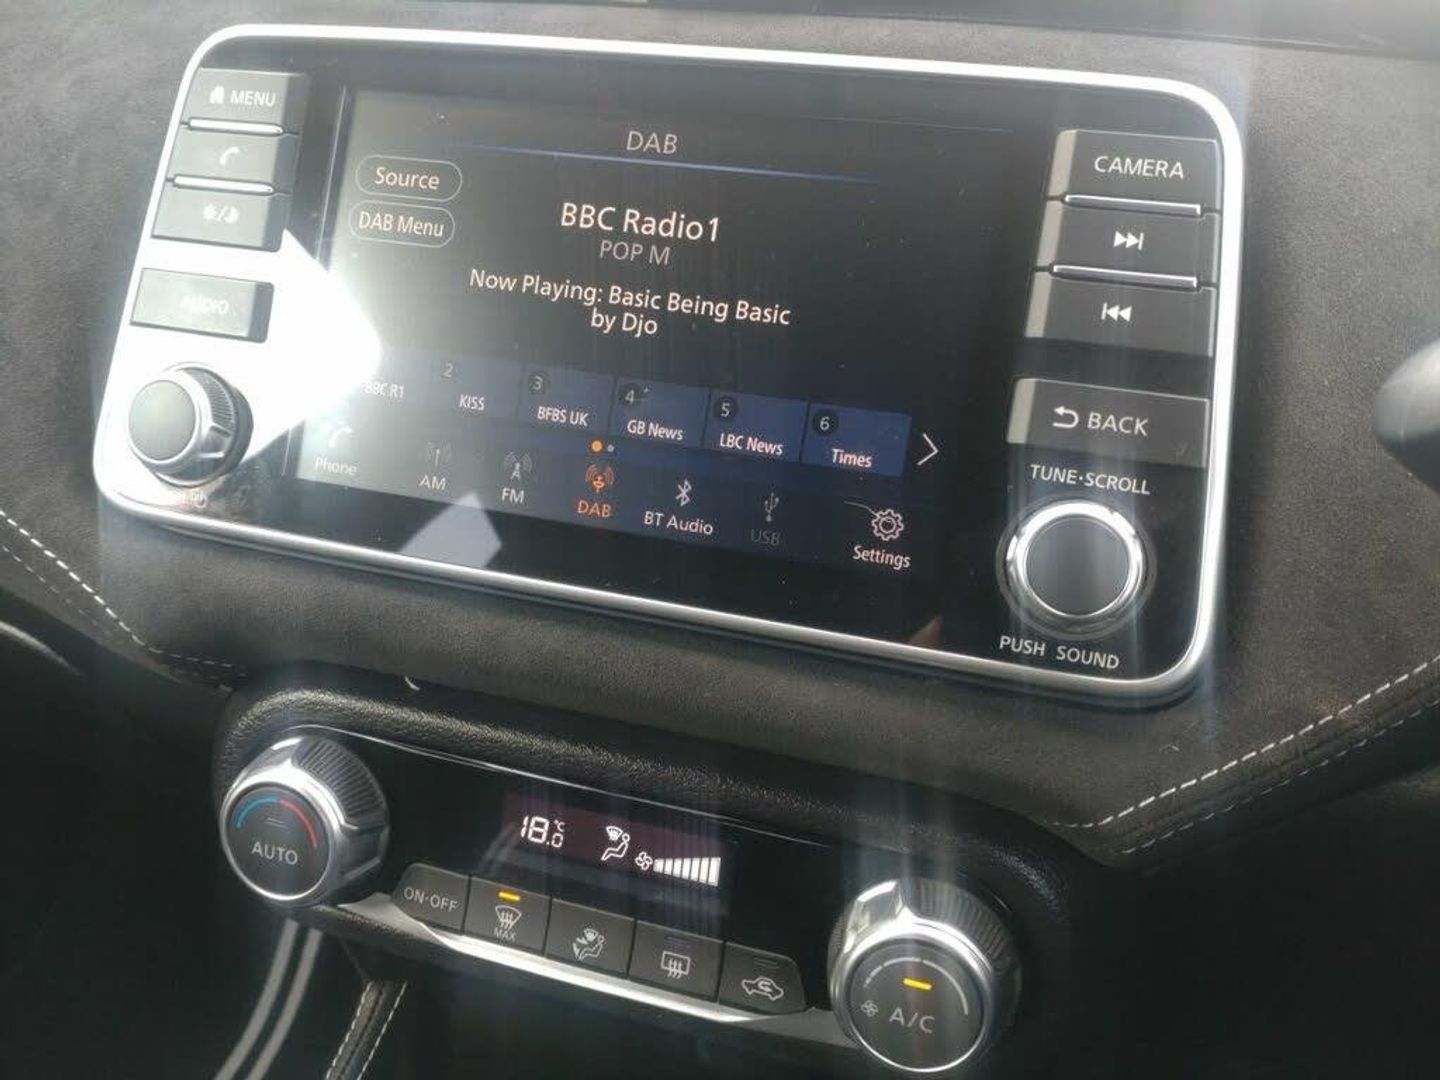 MENU
DAB
CAMERA
Source
DAB Menu
BBC Radio1
POP M
Now Playing: Basic Being Basic
by Djo
AUDIO
BBC R1
2
KISS
3
BFBS UK
4
GB News
5
LBC News
6
Times
BACK
Phone
AM
FM
DAB
BT Audio
USB
Settings
TUNE·SCROLL
PUSH SOUND
AUTO
18.0
°C
ON·OFF
MAX
A/C